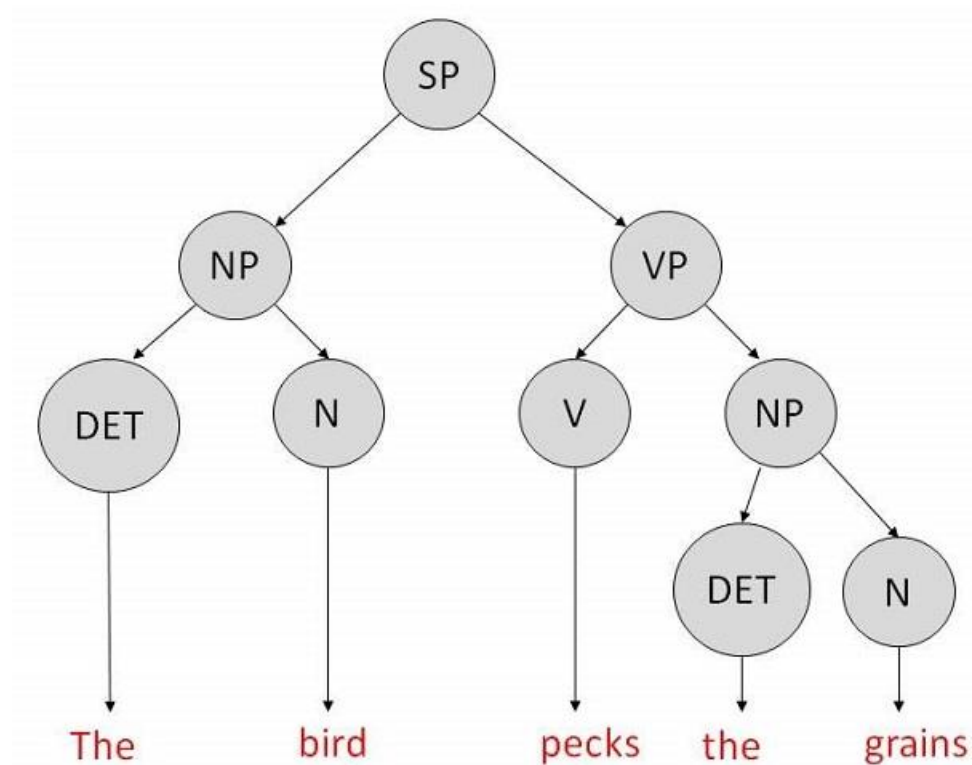 SP
NP VP
DET N V NP
DET N
The bird pecks the grains